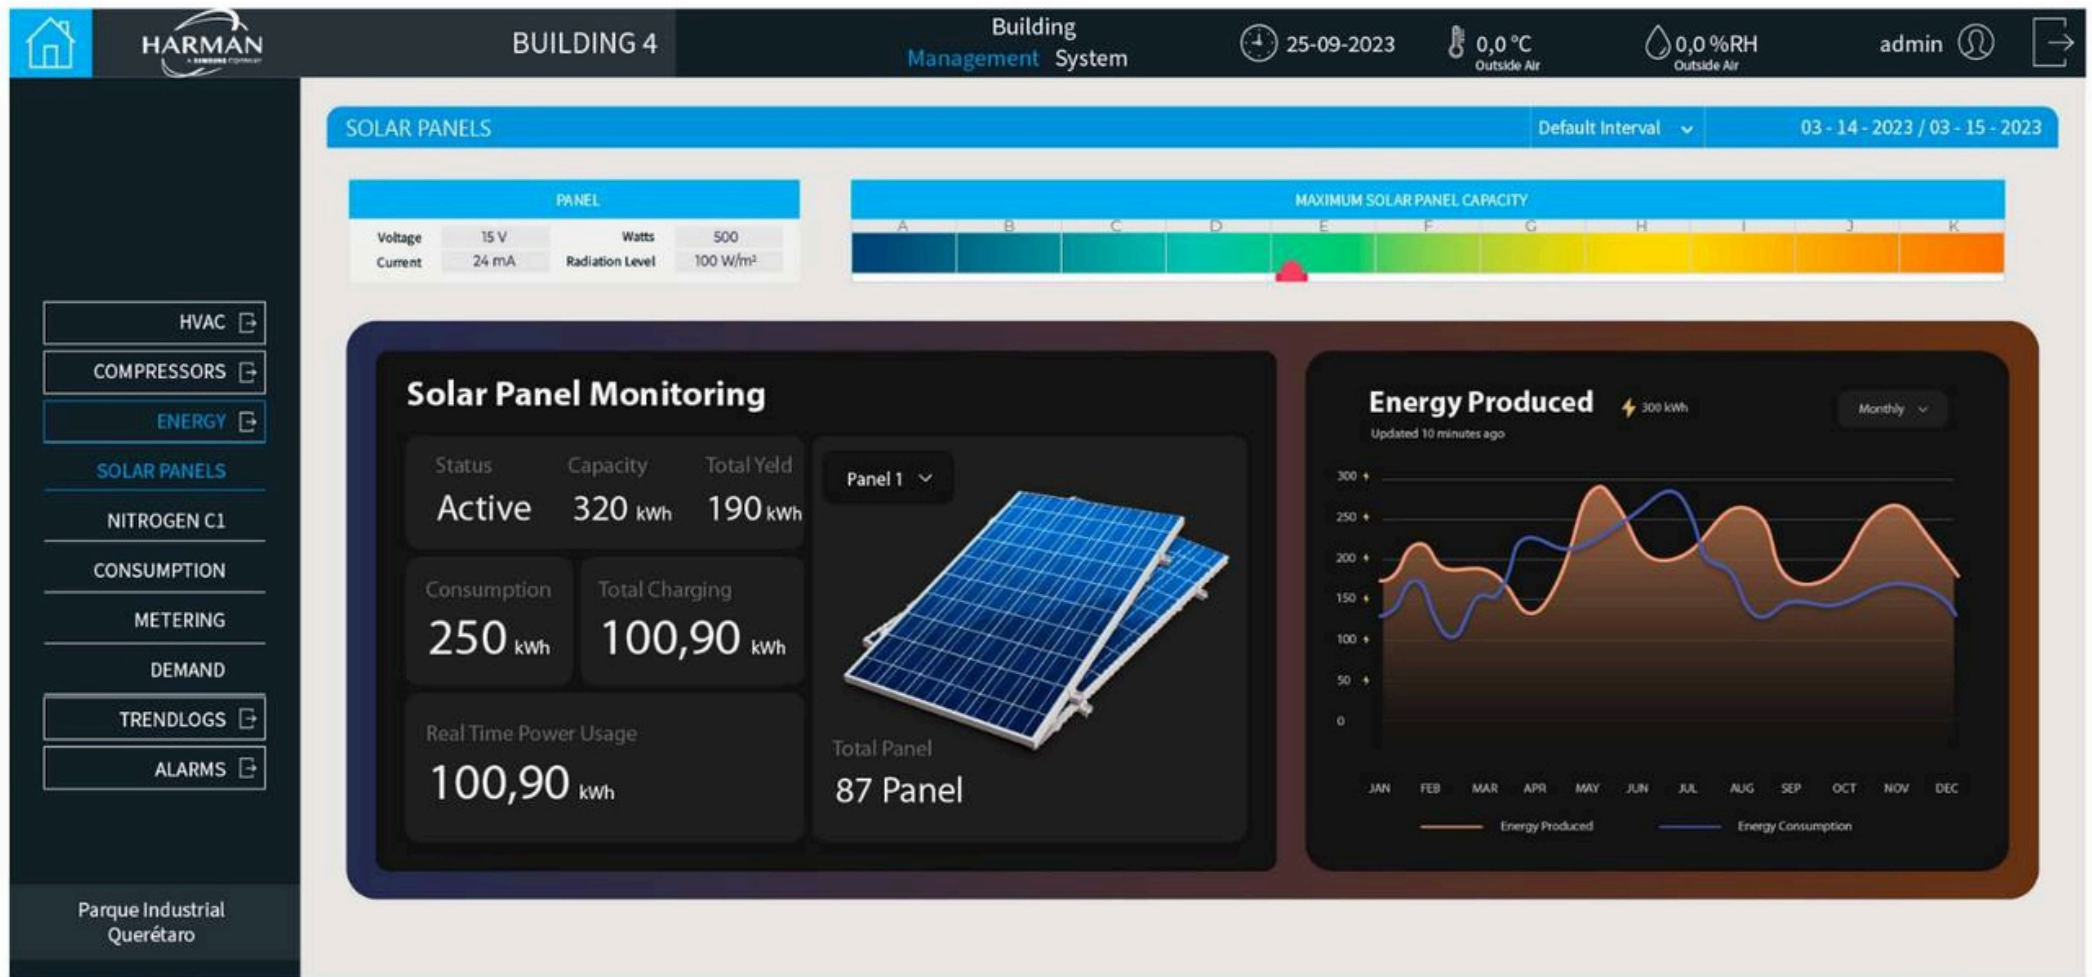 HARMAN
A SAMSUNG COMPANY
BUILDING 4
Building
Management System
25-09-2023
0,0 °C
Outside Air
0,0 %RH
Outside Air
admin
SOLAR PANELS
Default Interval
03 - 14 - 2023 / 03 - 15 - 2023
PANEL
Voltage 15 V Watts 500
Current 24 mA Radiation Level 100 W/m²
MAXIMUM SOLAR PANEL CAPACITY
A B C D E F G H I J K
HVAC
COMPRESSORS
ENERGY
SOLAR PANELS
NITROGEN C1
CONSUMPTION
METERING
DEMAND
TRENDLOGS
ALARMS
Parque Industrial
Querétaro
Solar Panel Monitoring
Status Capacity Total Yeld
Active 320 kWh 190 kWh
Consumption Total Charging
250 kWh 100,90 kWh
Real Time Power Usage
100,90 kWh
Panel 1
Total Panel
87 Panel
Energy Produced 300 kWh
Monthly
Updated 10 minutes ago
300
250
200
150
100
50
0
JAN FEB MAR APR MAY JUN JUL AUG SEP OCT NOV DEC
Energy Produced Energy Consumption